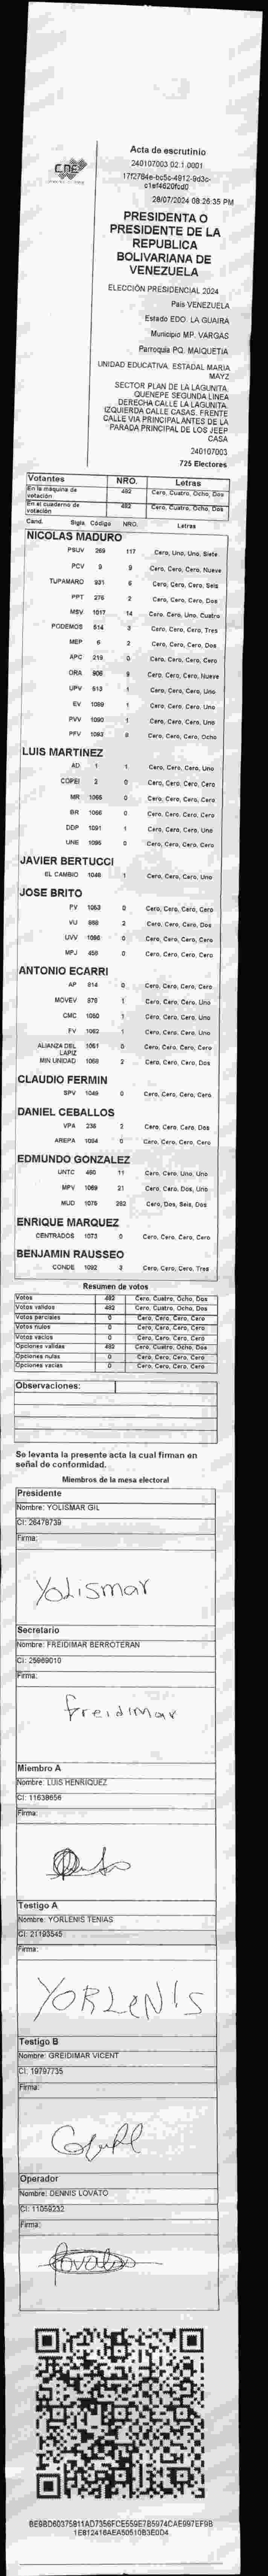 Acta de escrutinio
CNE
240107003.02.1.0001
28/07/2024 08:26:35 PM
PRESIDENTA O
PRESIDENTE DE LA
REPUBLICA
BOLIVARIANA DE
VENEZUELA
ELECCIÓN PRESIDENCIAL 2024
País VENEZUELA
Estado EDO. LA GUAIRA
Municipio MP. VARGAS
Parroquia PQ. MAIQUETIA
UNIDAD EDUCATIVA. ESTADAL MARIA
MAYZ
SECTOR PLAN DE LA LAGUNITA.
QUENEPE SEGUNDA LINEA
DERECHA CALLE LA LAGUNITA.
IZQUIERDA CALLE CASAS. FRENTE
CALLE VIA PRINCIPAL ANTES DE LA
PARADA PRINCIPAL DE LOS JEEP
CASA
240107003
725 Electores
Votantes NRO. Letras
En la máquina de votación 482 Cero, Cuatro, Ocho, Dos
En el cuaderno de votación 482 Cero, Cuatro, Ocho, Dos
Cand. Sigla Código NRO. Letras
NICOLAS MADURO
PSUV 269 117 Cero, Uno, Uno, Siete
PCV 9 9 Cero, Cero, Cero, Nueve
TUPAMARO 931 6 Cero, Cero, Cero, Seis
PPT 276 2 Cero, Cero, Cero, Dos
MSV 1017 14 Cero, Cero, Uno, Cuatro
PODEMOS 514 3 Cero, Cero, Cero, Tres
MEP 6 2 Cero, Cero, Cero, Dos
APC 219 0 Cero, Cero, Cero, Cero
ORA 906 9 Cero, Cero, Cero, Nueve
UPV 513 1 Cero, Cero, Cero, Uno
EV 1089 1 Cero, Cero, Cero, Uno
PVV 1090 1 Cero, Cero, Cero, Uno
PFV 1093 8 Cero, Cero, Cero, Ocho
LUIS MARTINEZ
AD 1 1 Cero, Cero, Cero, Uno
COPEI 2 0 Cero, Cero, Cero, Cero
MR 1065 0 Cero, Cero, Cero, Cero
BR 1066 0 Cero, Cero, Cero, Cero
DDP 1091 1 Cero, Cero, Cero, Uno
UNE 1095 0 Cero, Cero, Cero, Cero
JAVIER BERTUCCI
EL CAMBIO 1048 1 Cero, Cero, Cero, Uno
JOSE BRITO
PV 1053 0 Cero, Cero, Cero, Cero
VU 988 2 Cero, Cero, Cero, Dos
UVV 1096 0 Cero, Cero, Cero, Cero
MPJ 458 0 Cero, Cero, Cero, Cero
ANTONIO ECARRI
AP 814 0 Cero, Cero, Cero, Cero
MOVEV 979 1 Cero, Cero, Cero, Uno
CMC 1050 1 Cero, Cero, Cero, Uno
FV 1062 1 Cero, Cero, Cero, Uno
ALIANZA DEL LAPIZ 1061 0 Cero, Cero, Cero, Cero
MIN UNIDAD 1068 2 Cero, Cero, Cero, Dos
CLAUDIO FERMIN
SPV 1049 0 Cero, Cero, Cero, Cero
DANIEL CEBALLOS
VPA 238 2 Cero, Cero, Cero, Dos
AREPA 1094 0 Cero, Cero, Cero, Cero
EDMUNDO GONZALEZ
UNTC 480 11 Cero, Cero, Uno, Uno
MPV 1069 21 Cero, Cero, Dos, Uno
MUD 1076 262 Cero, Dos, Seis, Dos
ENRIQUE MARQUEZ
CENTRADOS 1073 0 Cero, Cero, Cero, Cero
BENJAMIN RAUSSEO
CONDE 1092 3 Cero, Cero, Cero, Tres
Resumen de votos
Votos 482 Cero, Cuatro, Ocho, Dos
Votos validos 482 Cero, Cuatro, Ocho, Dos
Votos parciales 0 Cero, Cero, Cero, Cero
Votos nulos 0 Cero, Cero, Cero, Cero
Votos vacios 0 Cero, Cero, Cero, Cero
Opciones validas 482 Cero, Cuatro, Ocho, Dos
Opciones nulas 0 Cero, Cero, Cero, Cero
Opciones vacias 0 Cero, Cero, Cero, Cero
Observaciones:
Se levanta la presente acta la cual firman en
señal de conformidad.
Miembros de la mesa electoral
Presidente
Nombre: YOLISMAR GIL
CI: 26478739
Firma:
Yolismar
Secretario
Nombre: FREIDIMAR BERROTERAN
CI: 25989010
Firma:
freidimar
Miembro A
Nombre: LUIS HENRIQUEZ
CI: 11638656
Firma:
Testigo A
Nombre: YORLENIS TENIAS
CI: 21193545
Firma:
YORLENIS
Testigo B
Nombre: GREIDIMAR VICENT
CI: 19797735
Firma:
Operador
Nombre: DENNIS LOVATO
CI: 11059232
Firma: